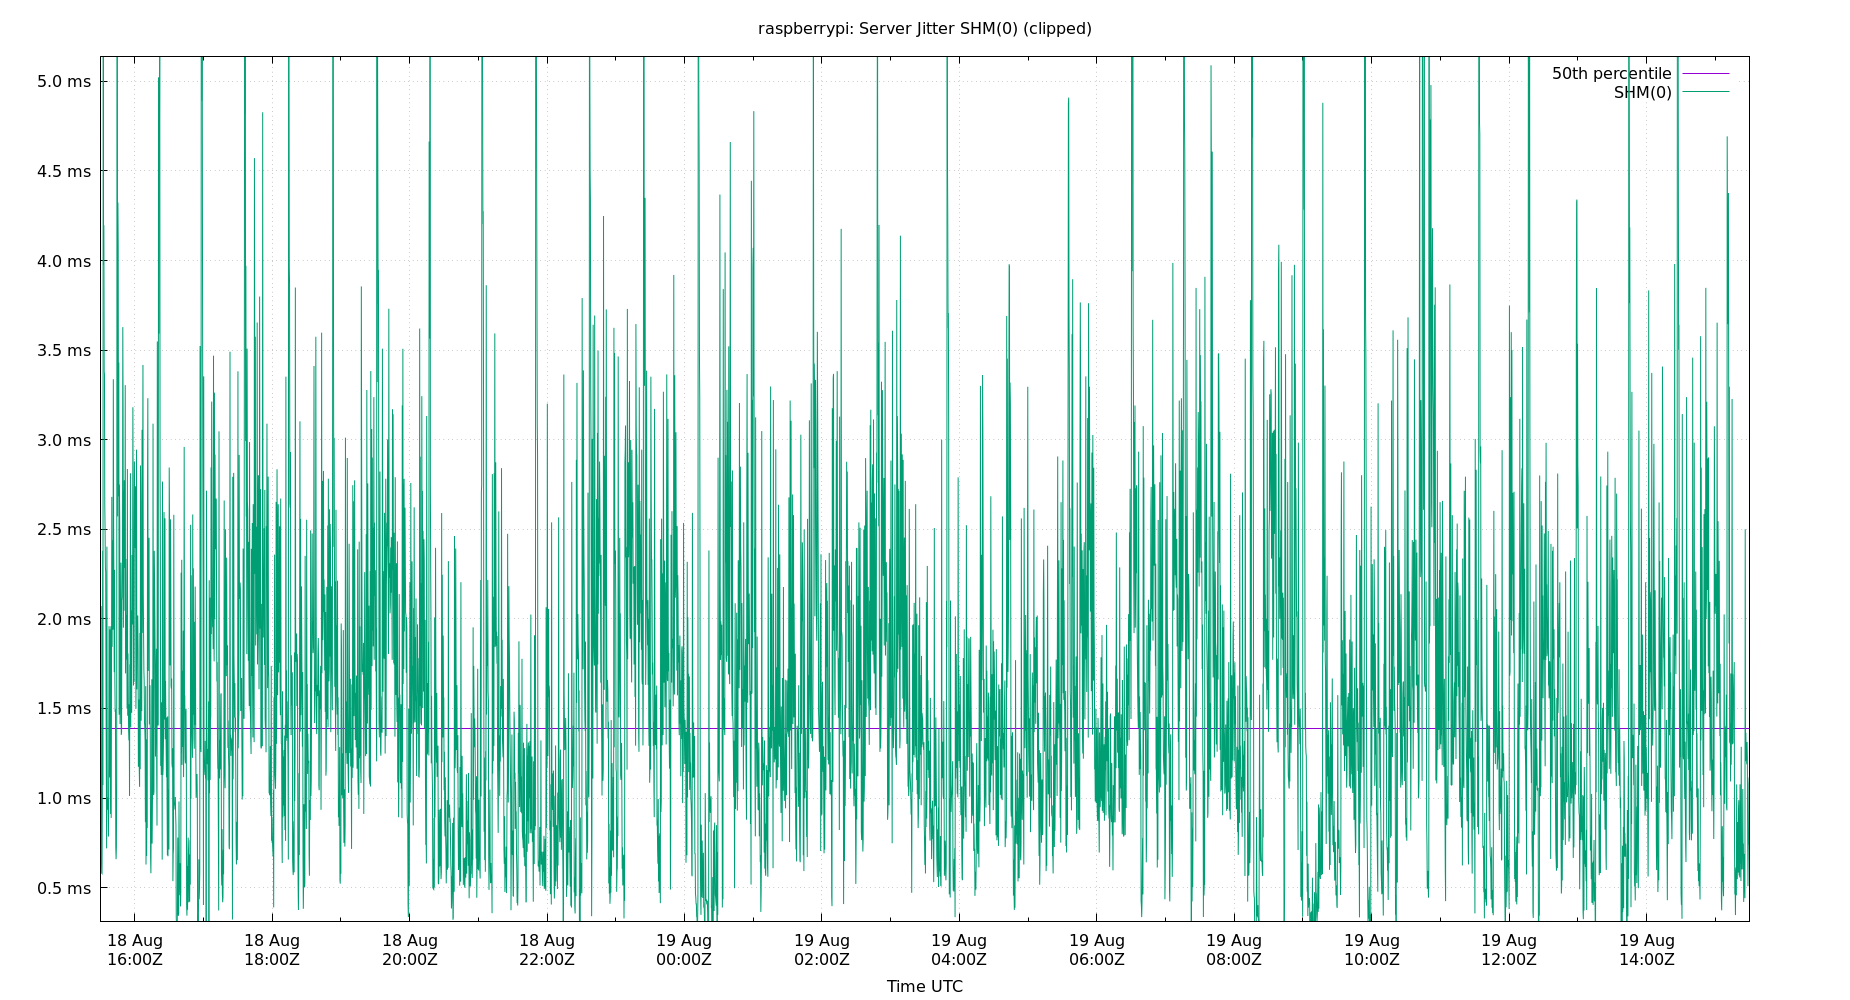 raspberrypi: Server Jitter SHM(0) (clipped)
50th percentile
SHM(0)
5.0 ms
4.5 ms
4.0 ms
3.5 ms
3.0 ms
2.5 ms
2.0 ms
1.5 ms
1.0 ms
0.5 ms
18 Aug 18 Aug 18 Aug 18 Aug 19 Aug 19 Aug 19 Aug 19 Aug 19 Aug 19 Aug 19 Aug 19 Aug
16:00Z 18:00Z 20:00Z 22:00Z 00:00Z 02:00Z 04:00Z 06:00Z 08:00Z 10:00Z 12:00Z 14:00Z
Time UTC